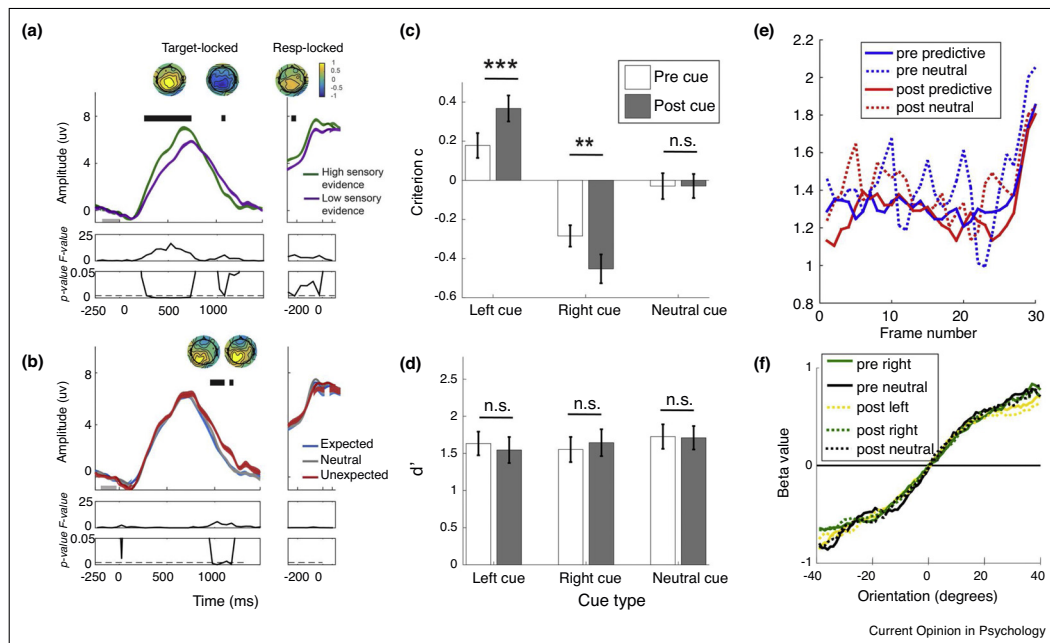 (a)
Target-locked
Resp-locked
1
0.5
0
-0.5
-1
Amplitude (uv)
8
4
0
High sensory
evidence
Low sensory
evidence
F-value
25
0
p-value
0.05
0
-250 0 500 1000
-200 0
(b)
Amplitude (uv)
8
4
0
Expected
Neutral
Unexpected
F-value
25
0
p-value
0.05
0
-250 0 500 1000
-200 0
Time (ms)
(c)
Criterion c
0.4
0.2
0
-0.2
-0.4
-0.6
***
**
n.s.
Pre cue
Post cue
Left cue Right cue Neutral cue
(d)
d'
2.5
2
1.5
1
0.5
0
n.s. n.s. n.s.
Left cue Right cue Neutral cue
Cue type
(e)
2.2
2
1.8
1.6
1.4
1.2
1
0.8
pre predictive
pre neutral
post predictive
post neutral
0 10 20 30
Frame number
(f)
Beta value
1
0
-1
pre right
pre neutral
post left
post right
post neutral
-40 -20 0 20 40
Orientation (degrees)
Current Opinion in Psychology